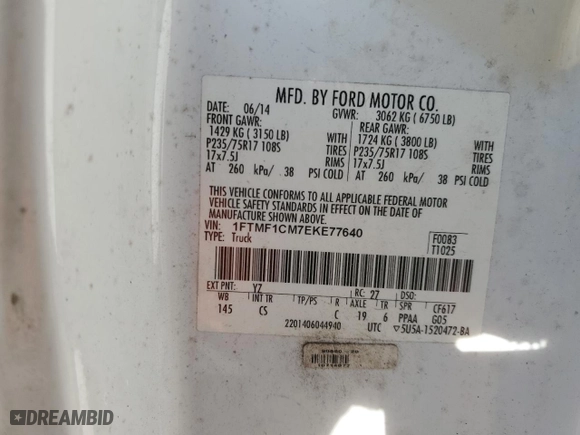 MFD. BY FORD MOTOR CO.
DATE: 06/14 GVWR: 3062 KG ( 6750 LB)
FRONT GAWR: REAR GAWR:
1429 KG ( 3150 LB) WITH 1724 KG ( 3800 LB) WITH
P235/75R17 108S TIRES P235/75R17 108S TIRES
17x7.5J RIMS 17x7.5J RIMS
AT 260 kPa/ 38 PSI COLD AT 260 kPa/ 38 PSI COLD
THIS VEHICLE CONFORMS TO ALL APPLICABLE FEDERAL MOTOR
VEHICLE SAFETY STANDARDS IN EFFECT ON THE DATE OF
MANUFACTURE SHOWN ABOVE.
VIN: 1FTMF1CM7EKE77640 F0083
TYPE: Truck T1025
EXT PNT: YZ RC: 27 DSO:
WB INT TR TP/PS R AXLE TR SPR CF617
145 CS C 19 6 PPAA G05
2201406044940 UTC ▽5U5A-1520472-BA
DREAMBID